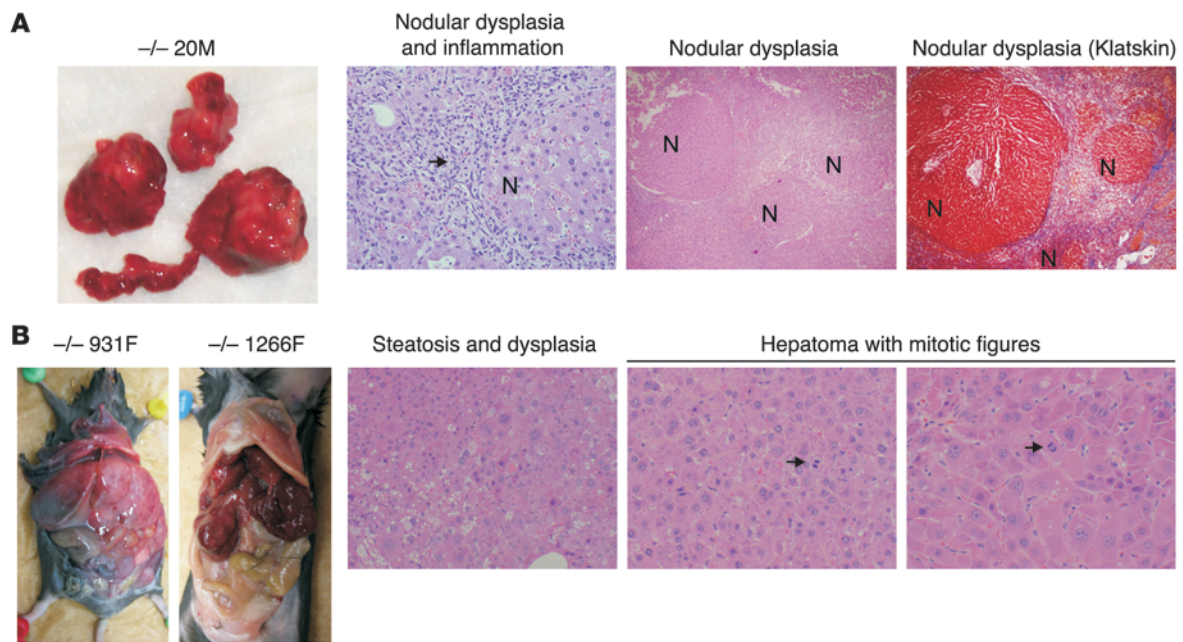 A
−/− 20M
Nodular dysplasia
and inflammation
Nodular dysplasia
Nodular dysplasia (Klatskin)
N
N
N
N
N
N
N
B
−/− 931F
−/− 1266F
Steatosis and dysplasia
Hepatoma with mitotic figures